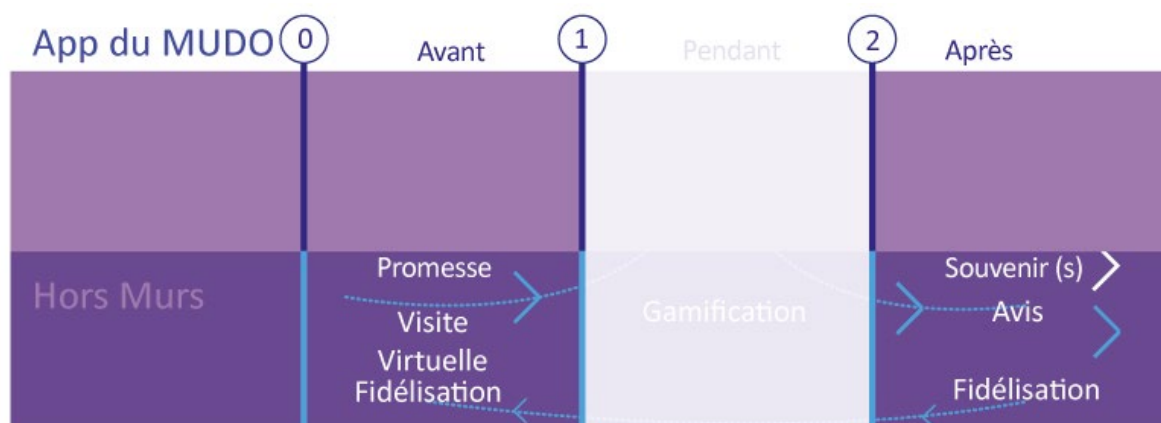 App du MUDO
0
Avant
1
Pendant
2
Après
Hors Murs
Promesse
Visite
Virtuelle
Fidélisation
Gamification
Souvenir (s)
Avis
Fidélisation